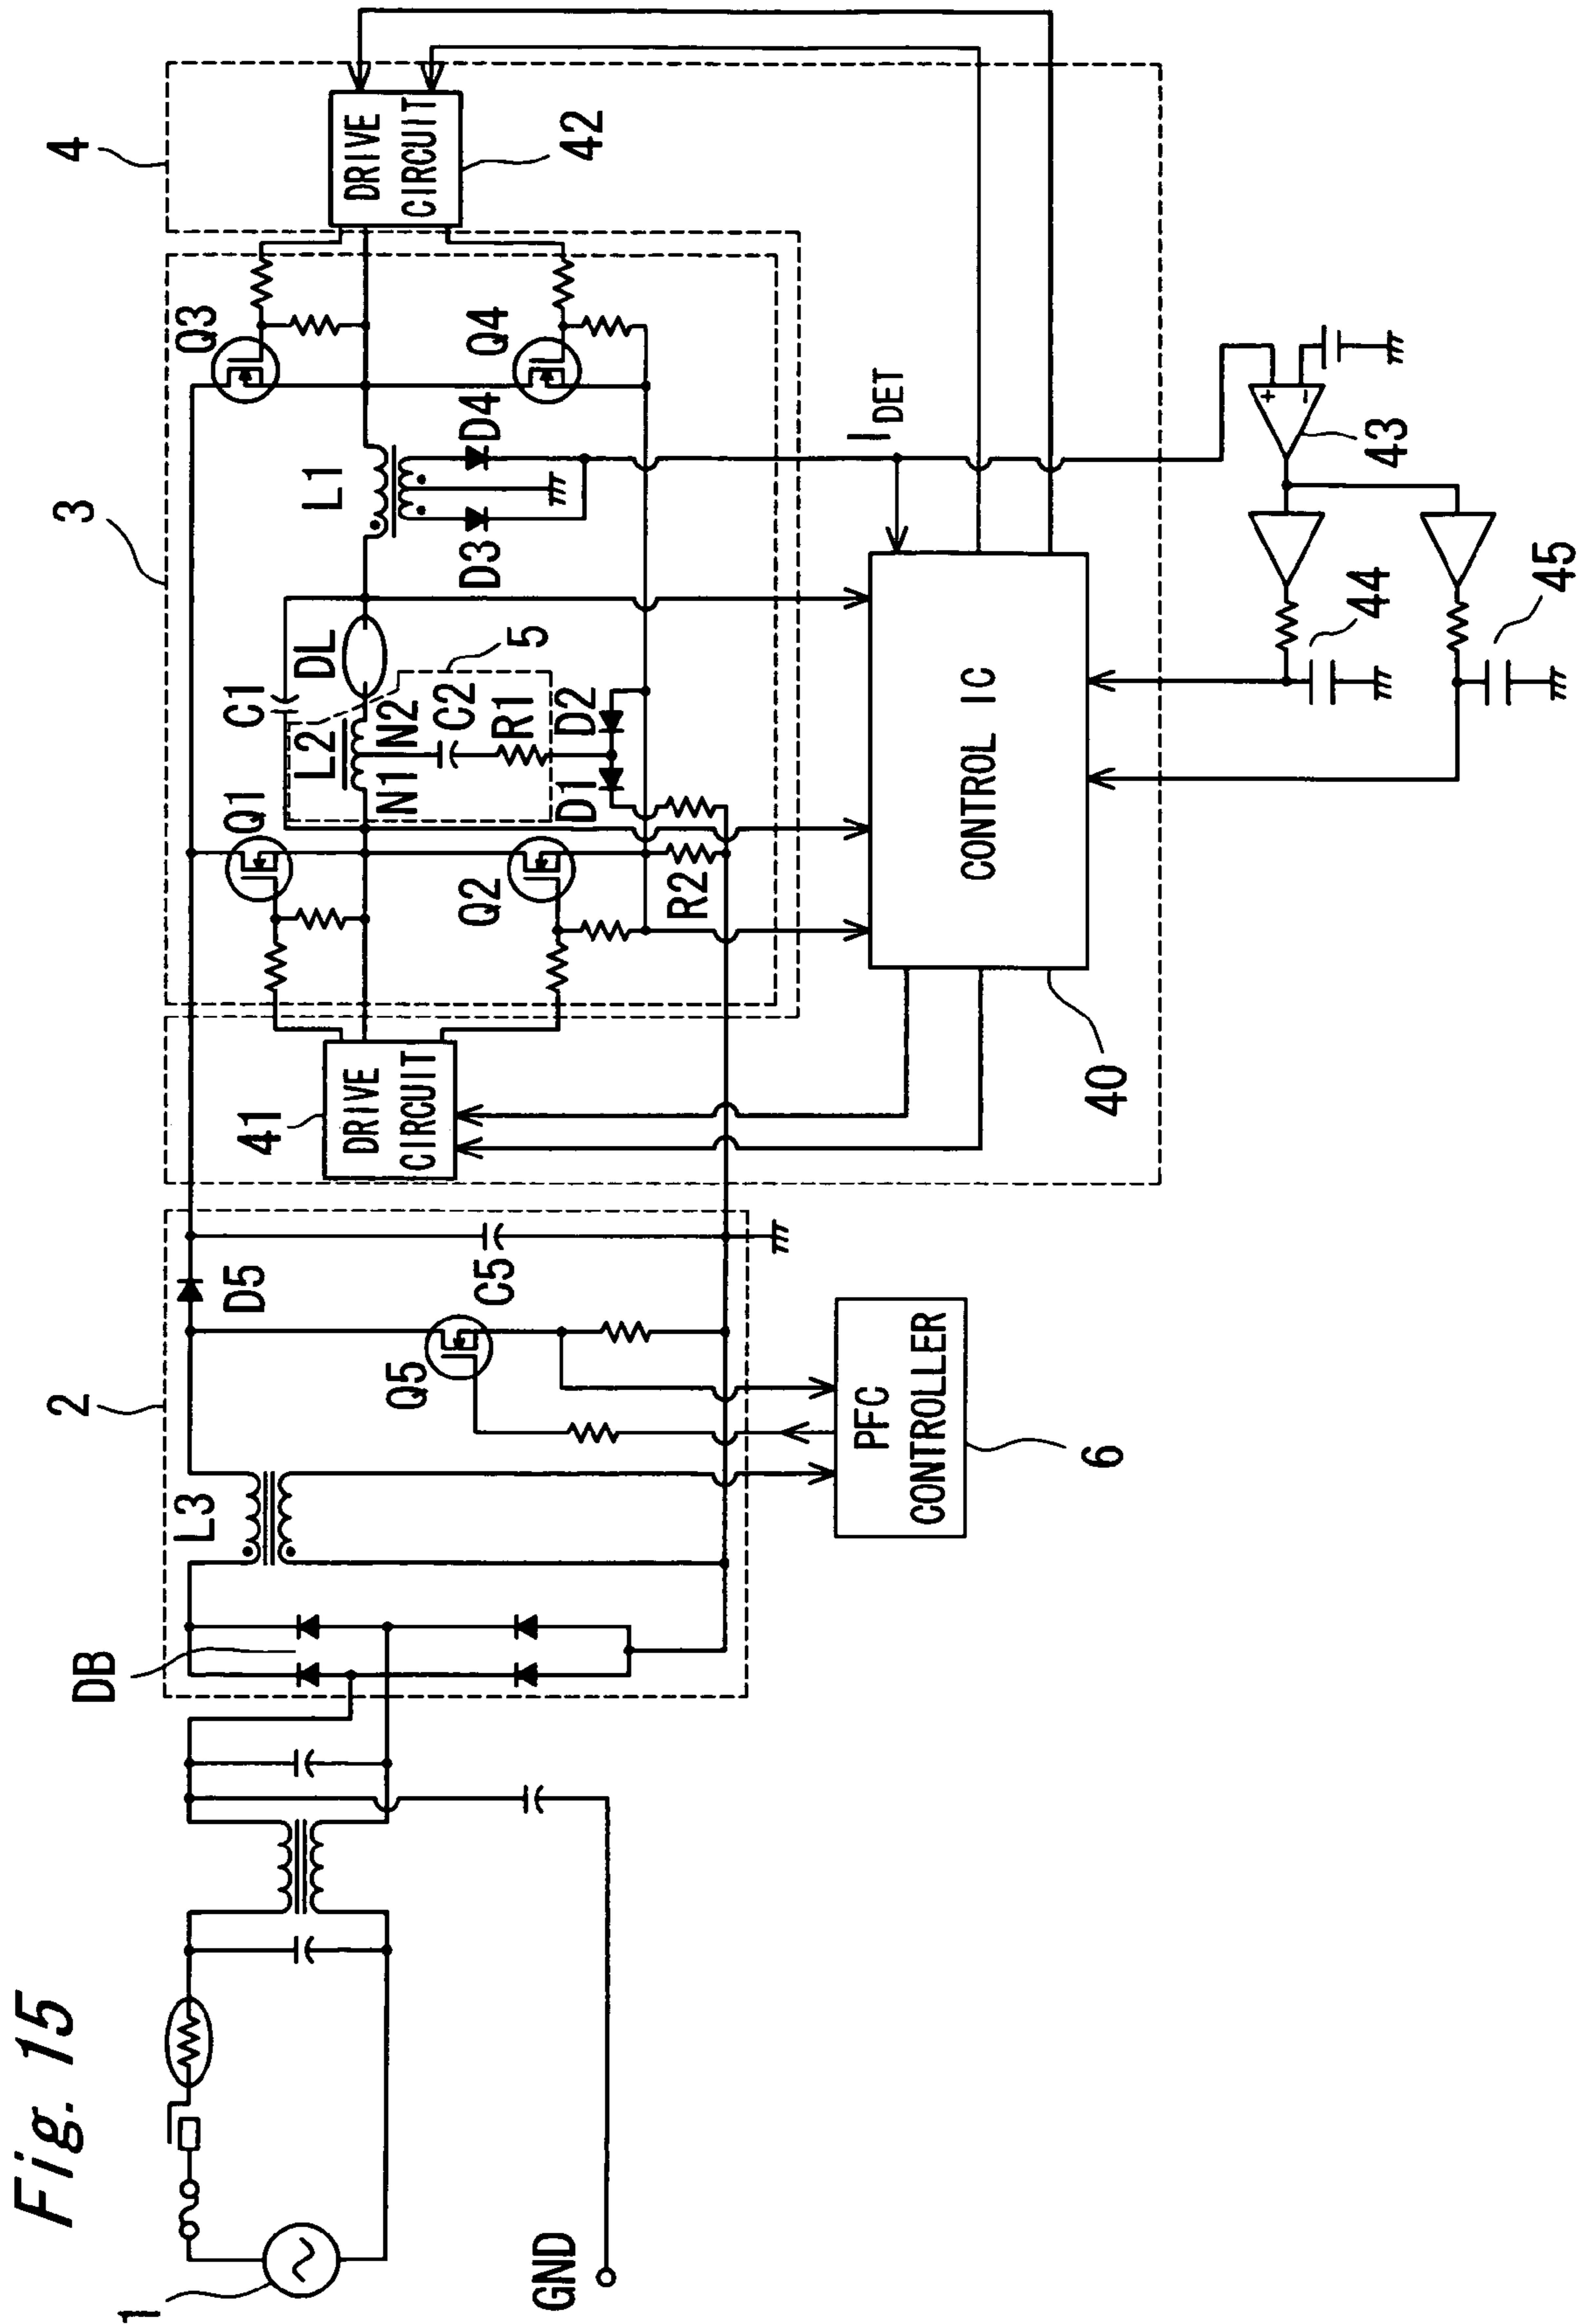 Fig. 15
1
GND
DB
2
L3
D5
Q5
C5
PFC
CONTROLLER
6
3
4
41
DRIVE
CIRCUIT
Q1
Q2
C1
L2
N1
N2
DL
5
C2
R1
D1
D2
R2
L1
D3
D4
Q3
Q4
DRIVE
CIRCUIT
42
IDET
CONTROL IC
40
+
−
43
44
45